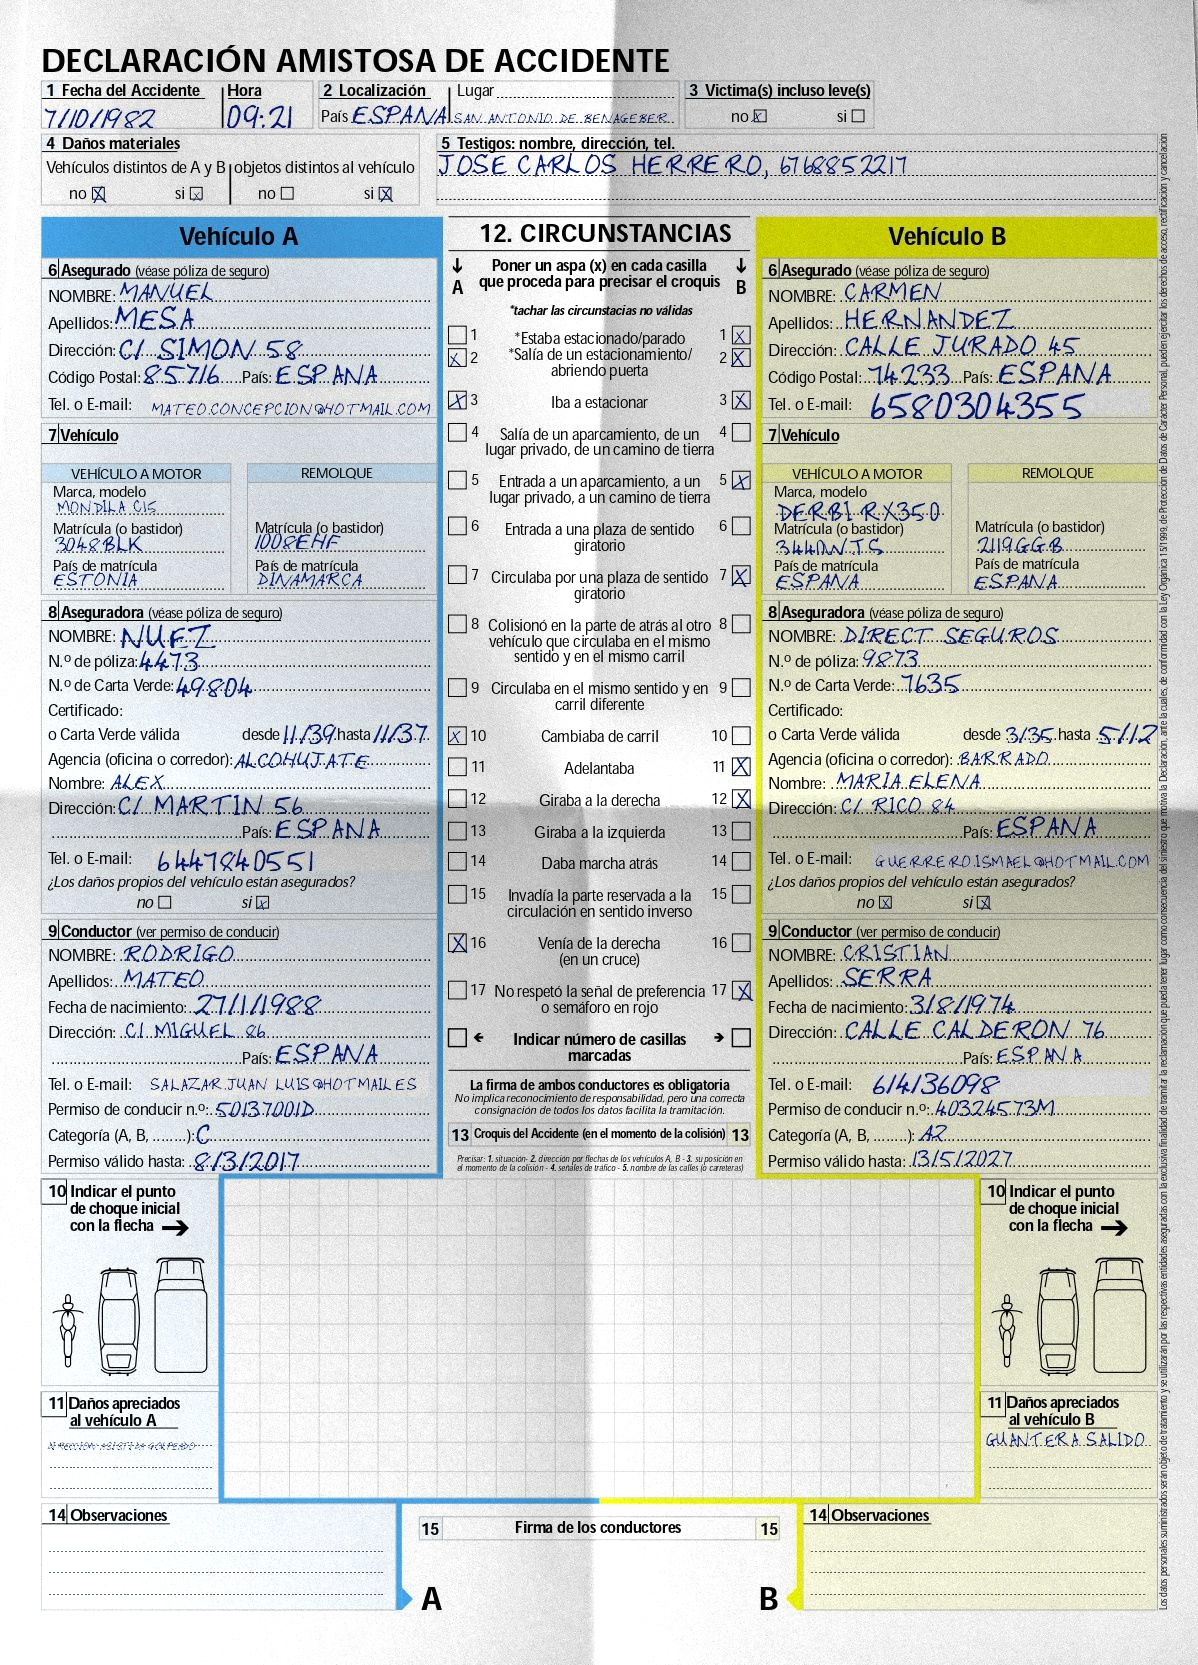 DECLARACIÓN AMISTOSA DE ACCIDENTE
1 Fecha del Accidente Hora 2 Localización Lugar 3 Victima(s) incluso leve(s)
7/10/1982 09:21 País ESPAÑA SAN ANTONIO DE BENAGEBER no X si
4 Daños materiales 5 Testigos: nombre, dirección, tel.
Vehículos distintos de A y B objetos distintos al vehículo JOSE CARLOS HERRERO, 6768852217
no X si X no si X
Vehículo A
6 Asegurado (véase póliza de seguro)
NOMBRE: MANUEL
Apellidos: MESA
Dirección: C/ SIMON 58
Código Postal: 85716 País: ESPAÑA
Tel. o E-mail: MATEO.CONCEPCION@HOTMAIL.COM
7 Vehículo
VEHÍCULO A MOTOR REMOLQUE
Marca, modelo
MONDILA C15
Matrícula (o bastidor) Matrícula (o bastidor)
3048BLK 1008EHF
País de matrícula País de matrícula
ESTONIA DINAMARCA
8 Aseguradora (véase póliza de seguro)
NOMBRE: NUEZ
N.º de póliza: 4473
N.º de Carta Verde: 49804
Certificado:
o Carta Verde válida desde 11/39 hasta 11/37
Agencia (oficina o corredor): ALCOHUJATE
Nombre: ALEX
Dirección: C/ MARTIN 56
País: ESPAÑA
Tel. o E-mail: 6447840551
¿Los daños propios del vehículo están asegurados?
no si X
9 Conductor (ver permiso de conducir)
NOMBRE: RODRIGO
Apellidos: MATEO
Fecha de nacimiento: 27/1/1988
Dirección: C/ MIGUEL 86
País: ESPAÑA
Tel. o E-mail: SALAZAR.JUAN LUIS@HOTMAIL.ES
Permiso de conducir n.º: 50137001D
Categoría (A, B, ........): C
Permiso válido hasta: 8/3/2017
12. CIRCUNSTANCIAS
A Poner un aspa (x) en cada casilla que proceda para precisar el croquis B
*tachar las circunstacias no válidas
1 *Estaba estacionado/parado 1 X
X 2 *Salía de un estacionamiento/ 2 X
abriendo puerta
X 3 Iba a estacionar 3 X
4 Salía de un aparcamiento, de un 4
lugar privado, de un camino de tierra
5 Entrada a un aparcamiento, a un 5 X
lugar privado, a un camino de tierra
6 Entrada a una plaza de sentido 6
giratorio
7 Circulaba por una plaza de sentido 7 X
giratorio
8 Colisionó en la parte de atrás al otro 8
vehículo que circulaba en el mismo
sentido y en el mismo carril
9 Circulaba en el mismo sentido y en 9
carril diferente
X 10 Cambiaba de carril 10
11 Adelantaba 11 X
12 Giraba a la derecha 12 X
13 Giraba a la izquierda 13
14 Daba marcha atrás 14
15 Invadía la parte reservada a la 15
circulación en sentido inverso
X 16 Venía de la derecha 16
(en un cruce)
17 No respetó la señal de preferencia 17 X
o semáforo en rojo
Indicar número de casillas
marcadas
La firma de ambos conductores es obligatoria
No implica reconocimiento de responsabilidad, pero una correcta
consignación de todos los datos facilita la tramitación.
13 Croquis del Accidente (en el momento de la colisión) 13
Precisar: 1. situación- 2. dirección por flechas de los vehículos A, B - 3. su posición en
el momento de la colisión - 4. señales de tráfico - 5. nombre de las calles (o carreteras)
Vehículo B
6 Asegurado (véase póliza de seguro)
NOMBRE: CARMEN
Apellidos: HERNANDEZ
Dirección: CALLE JURADO 45
Código Postal: 74233 País: ESPAÑA
Tel. o E-mail: 6580304355
7 Vehículo
VEHÍCULO A MOTOR REMOLQUE
Marca, modelo
DERBI RX350
Matrícula (o bastidor) Matrícula (o bastidor)
3440WTS 2119GGB
País de matrícula País de matrícula
ESPAÑA ESPAÑA
8 Aseguradora (véase póliza de seguro)
NOMBRE: DIRECT SEGUROS
N.º de póliza: 9873
N.º de Carta Verde: 7635
Certificado:
o Carta Verde válida desde 3/35 hasta 5/12
Agencia (oficina o corredor): BARRADO
Nombre: MARIA ELENA
Dirección: C/ RICO 84
País: ESPAÑA
Tel. o E-mail: GUERRERO.ISMAEL@HOTMAIL.COM
¿Los daños propios del vehículo están asegurados?
no X si X
9 Conductor (ver permiso de conducir)
NOMBRE: CRISTIAN
Apellidos: SERRA
Fecha de nacimiento: 3/8/1974
Dirección: CALLE CALDERON 76
País: ESPAÑA
Tel. o E-mail: 614136098
Permiso de conducir n.º: 40324573M
Categoría (A, B, ........): A2
Permiso válido hasta: 13/5/2027
10 Indicar el punto
de choque inicial
con la flecha
11 Daños apreciados
al vehículo A
DIRECCION ASISTIDA GOLPEADO
10 Indicar el punto
de choque inicial
con la flecha
11 Daños apreciados
al vehículo B
GUANTERA SALIDO
14 Observaciones
15 Firma de los conductores 15
A B
14 Observaciones
Los datos personales suministrados serán objeto de tratamiento y se utilizarán por las respectivas entidades aseguradas con la exclusiva finalidad de tramitar la reclamación que pueda tener lugar como consecuencia del siniestro que motiva la Declaración, ante la cuales, de conformidad con la Ley Orgánica 15/1999, de Protección de Datos de Carácter Personal, pueden ejercitar los derechos de acceso, rectificación y cancelación